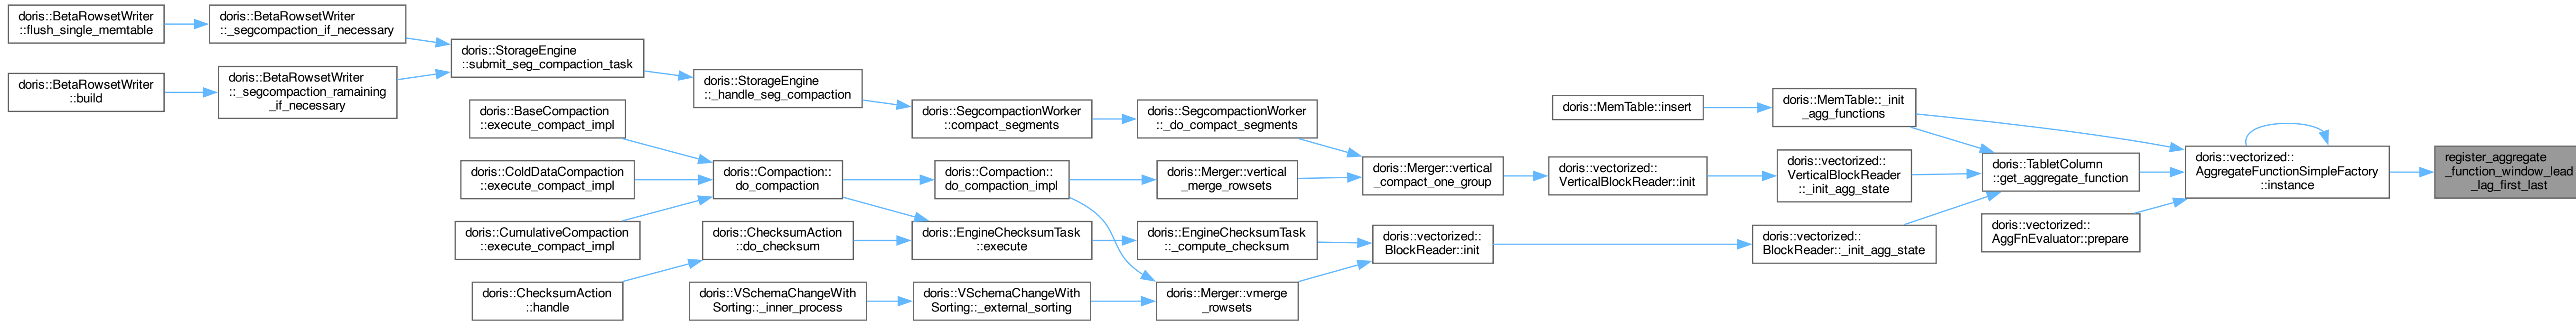 doris::BetaRowsetWriter
::flush_single_memtable
doris::BetaRowsetWriter
::_segcompaction_if_necessary
doris::BetaRowsetWriter
::build
doris::BetaRowsetWriter
::_segcompaction_ramaining
_if_necessary
doris::StorageEngine
::submit_seg_compaction_task
doris::StorageEngine
::_handle_seg_compaction
doris::BaseCompaction
::execute_compact_impl
doris::ColdDataCompaction
::execute_compact_impl
doris::CumulativeCompaction
::execute_compact_impl
doris::ChecksumAction
::handle
doris::Compaction::
do_compaction
doris::ChecksumAction
::do_checksum
doris::VSchemaChangeWith
Sorting::_inner_process
doris::SegcompactionWorker
::compact_segments
doris::Compaction::
do_compaction_impl
doris::EngineChecksumTask
::execute
doris::VSchemaChangeWith
Sorting::_external_sorting
doris::SegcompactionWorker
::_do_compact_segments
doris::Merger::vertical
_merge_rowsets
doris::EngineChecksumTask
::_compute_checksum
doris::Merger::vmerge
_rowsets
doris::Merger::vertical
_compact_one_group
doris::vectorized::
BlockReader::init
doris::MemTable::insert
doris::vectorized::
VerticalBlockReader::init
doris::MemTable::_init
_agg_functions
doris::vectorized::
VerticalBlockReader
::_init_agg_state
doris::vectorized::
BlockReader::_init_agg_state
doris::TabletColumn
::get_aggregate_function
doris::vectorized::
AggFnEvaluator::prepare
doris::vectorized::
AggregateFunctionSimpleFactory
::instance
register_aggregate
_function_window_lead
_lag_first_last